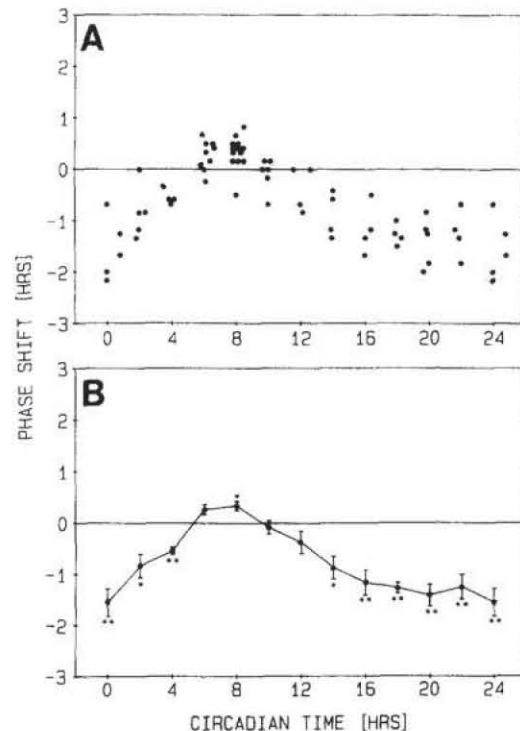 A
3
2
1
0
-1
-2
-3
0 4 8 12 16 20 24
PHASE SHIFT [HRS]
B
3
2
1
0
-1
-2
-3
* * ** * * ** ** ** ** **
0 4 8 12 16 20 24
CIRCADIAN TIME [HRS]